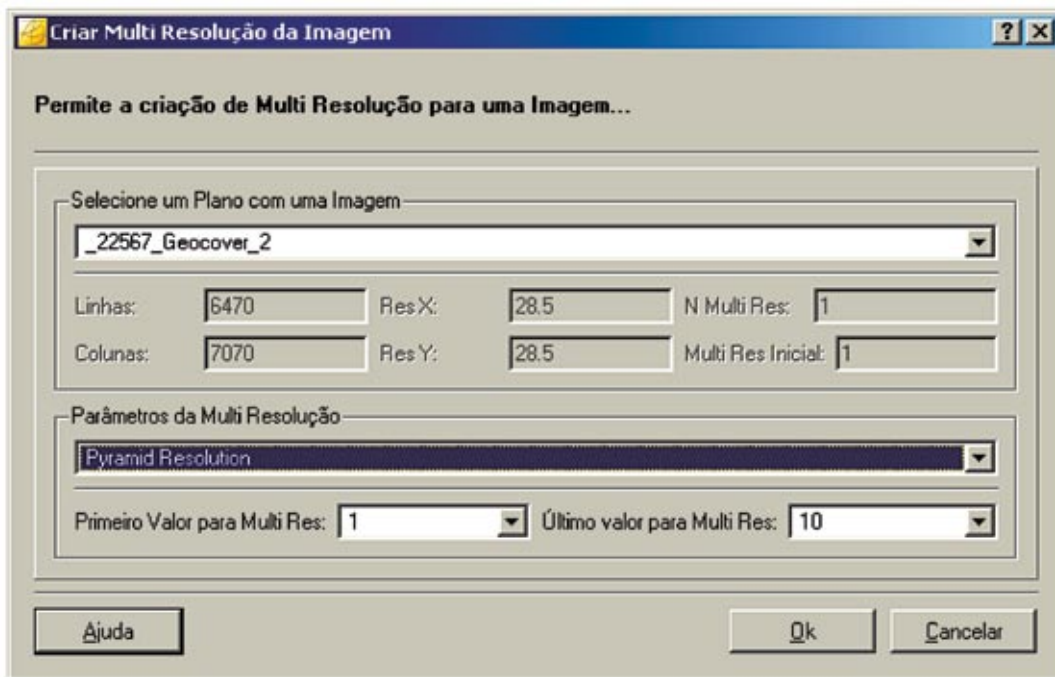 Criar Multi Resolução da Imagem
Permite a criação de Multi Resolução para uma Imagem...
Selecione um Plano com uma Imagem
_22567_Geocover_2
Linhas: 6470 Res X: 28.5 N Multi Res: 1
Colunas: 7070 Res Y: 28.5 Multi Res Inicial: 1
Parâmetros da Multi Resolução
Pyramid Resolution
Primeiro Valor para Multi Res: 1 Último valor para Multi Res: 10
Ajuda Ok Cancelar